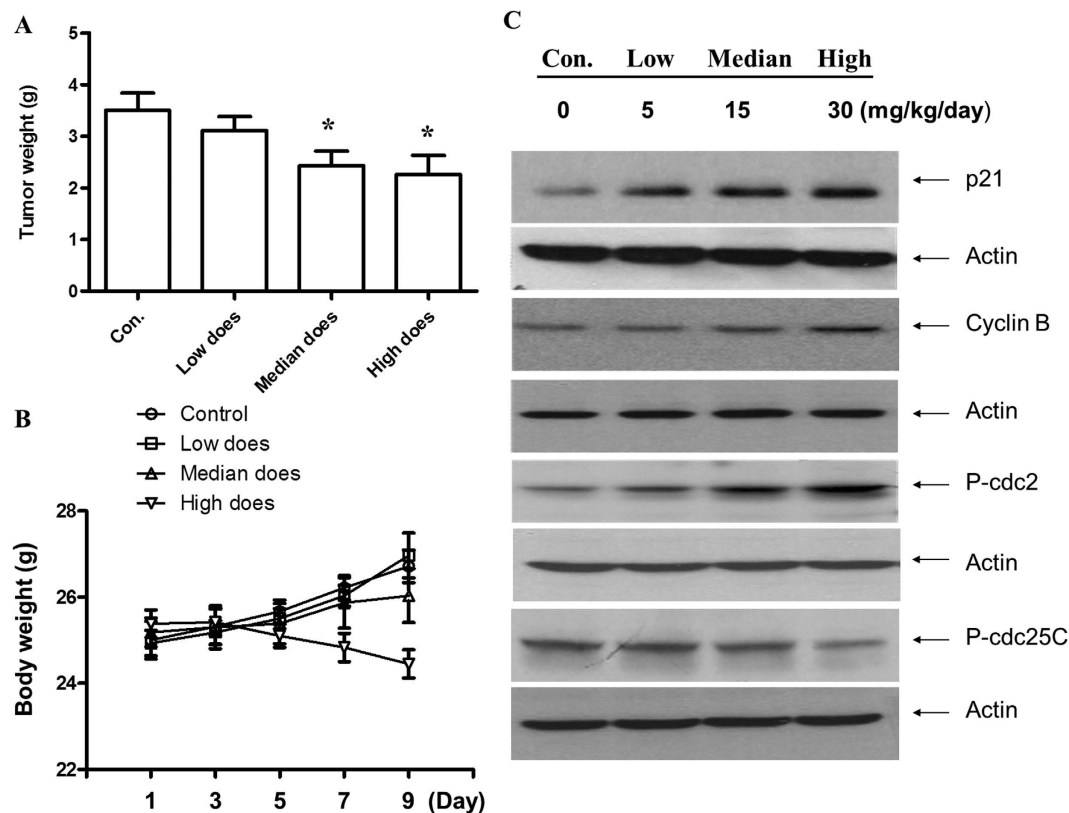 A
Tumor weight (g)
5
4
3
2
1
0
*
*
Con.
Low does
Median does
High does
B
Control
Low does
Median does
High does
Body weight (g)
28
26
24
22
1 3 5 7 9 (Day)
C
Con. Low Median High
0 5 15 30 (mg/kg/day)
p21
Actin
Cyclin B
Actin
P-cdc2
Actin
P-cdc25C
Actin